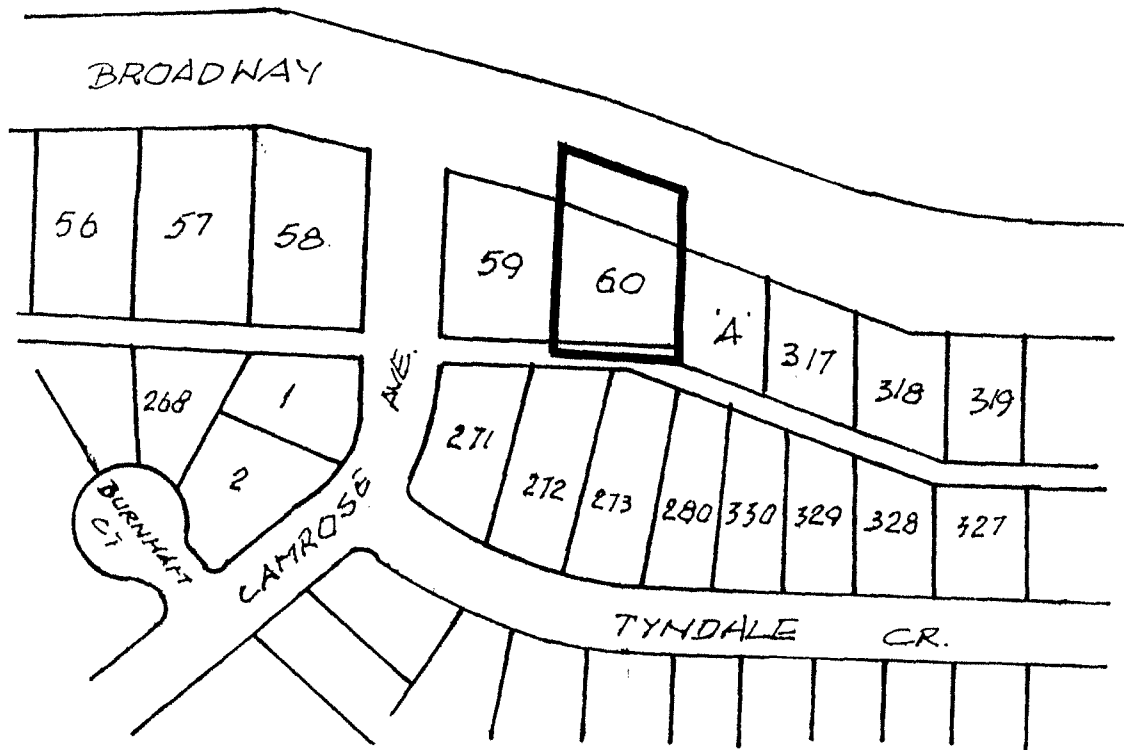 BROADWAY
56 57 58 59 60 'A' 317 318 319
268 1 2
AVE.
CAMROSE
BURNHAM
CT
271 272 273 280 330 329 328 327
TYNDALE CR.